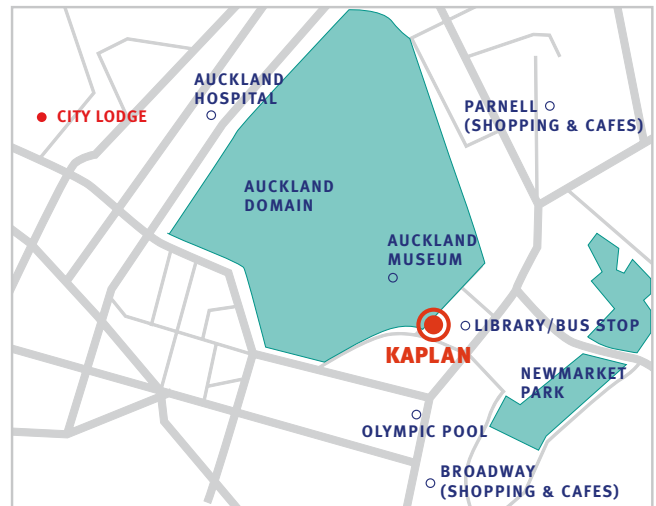 AUCKLAND
HOSPITAL
CITY LODGE
PARNELL
(SHOPPING & CAFES)
AUCKLAND
DOMAIN
AUCKLAND
MUSEUM
LIBRARY/BUS STOP
KAPLAN
NEWMARKET
PARK
OLYMPIC POOL
BROADWAY
(SHOPPING & CAFES)